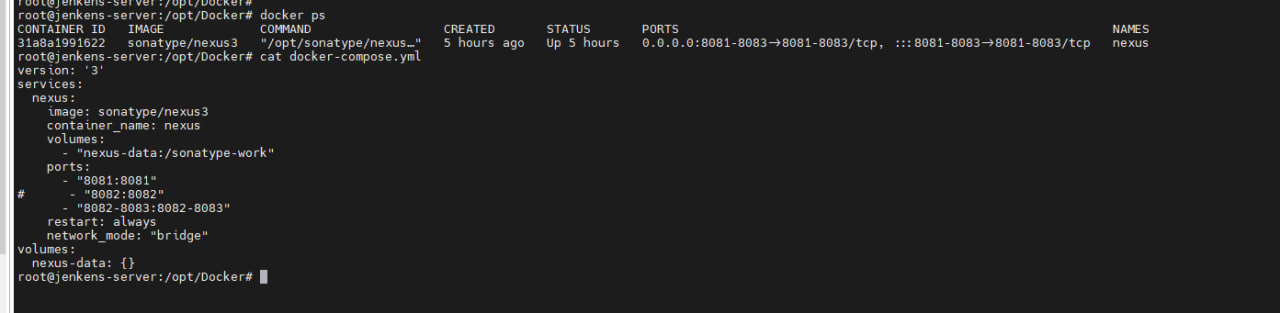 root@jenkens-server:/opt/Docker#
root@jenkens-server:/opt/Docker# docker ps
CONTAINER ID   IMAGE             COMMAND                  CREATED       STATUS       PORTS                                                           NAMES
31a8a1991622   sonatype/nexus3   "/opt/sonatype/nexus…"   5 hours ago   Up 5 hours   0.0.0.0:8081-8083→8081-8083/tcp, :::8081-8083→8081-8083/tcp   nexus
root@jenkens-server:/opt/Docker# cat docker-compose.yml
version: '3'
services:
  nexus:
    image: sonatype/nexus3
    container_name: nexus
    volumes:
      - "nexus-data:/sonatype-work"
    ports:
      - "8081:8081"
#      - "8082:8082"
      - "8082-8083:8082-8083"
    restart: always
    network_mode: "bridge"
volumes:
  nexus-data: {}
root@jenkens-server:/opt/Docker#